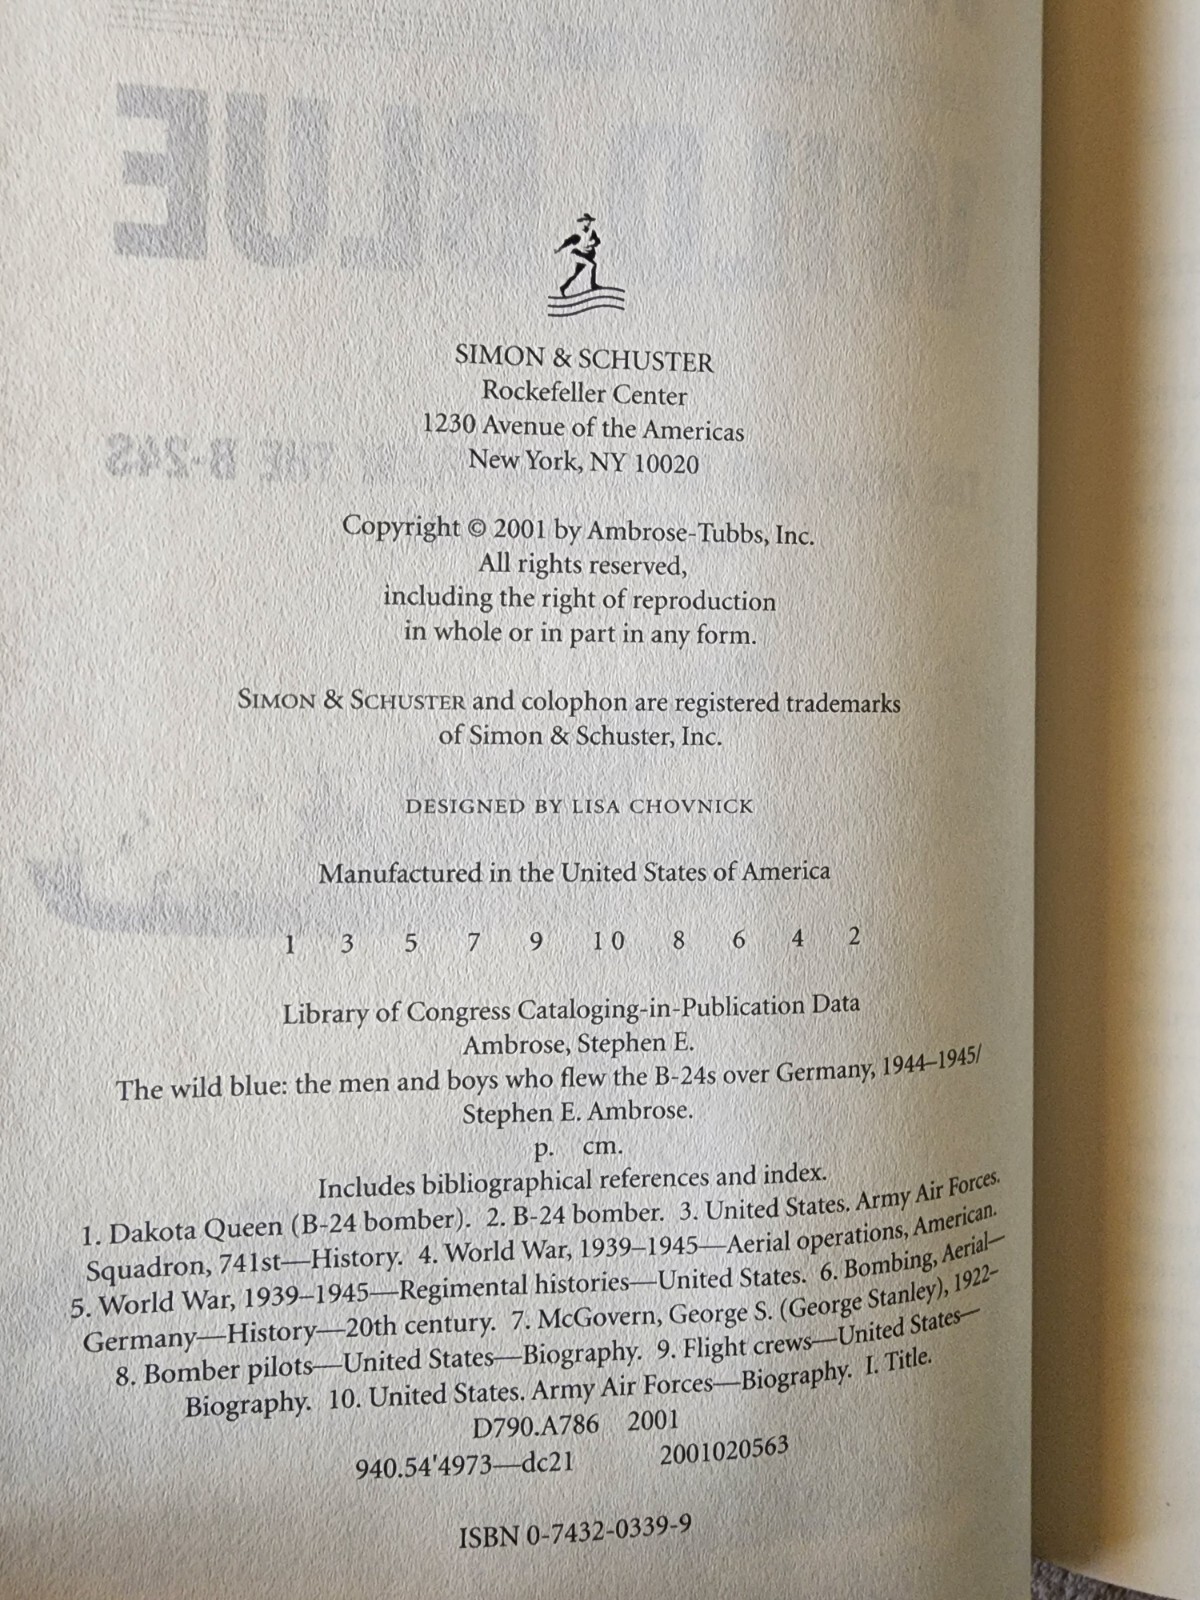 SIMON & SCHUSTER
Rockefeller Center
1230 Avenue of the Americas
New York, NY 10020
Copyright © 2001 by Ambrose-Tubbs, Inc.
All rights reserved,
including the right of reproduction
in whole or in part in any form.
SIMON & SCHUSTER and colophon are registered trademarks
of Simon & Schuster, Inc.
DESIGNED BY LISA CHOVNICK
Manufactured in the United States of America
1 3 5 7 9 10 8 6 4 2
Library of Congress Cataloging-in-Publication Data
Ambrose, Stephen E.
The wild blue: the men and boys who flew the B-24s over Germany, 1944–1945/
Stephen E. Ambrose.
p. cm.
Includes bibliographical references and index.
1. Dakota Queen (B-24 bomber). 2. B-24 bomber. 3. United States. Army Air Forces.
Squadron, 741st—History. 4. World War, 1939–1945—Aerial operations, American.
5. World War, 1939–1945—Regimental histories—United States. 6. Bombing, Aerial—
Germany—History—20th century. 7. McGovern, George S. (George Stanley), 1922–
8. Bomber pilots—United States—Biography. 9. Flight crews—United States—
Biography. 10. United States. Army Air Forces—Biography. I. Title.
D790.A786 2001
940.54'4973—dc21 2001020563
ISBN 0-7432-0339-9